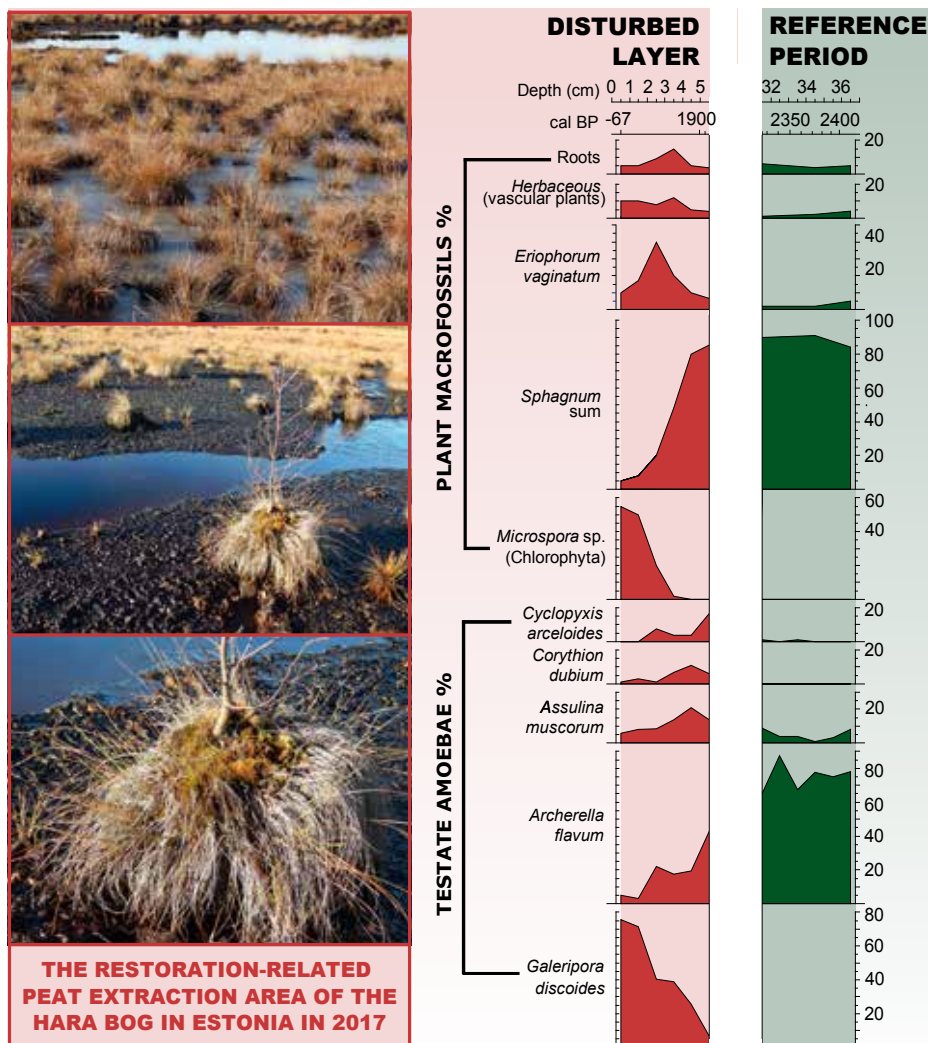 DISTURBED
LAYER
REFERENCE
PERIOD
Depth (cm)
0 1 2 3 4 5
32 34 36
cal BP
-67 1900
2350 2400
PLANT MACROFOSSILS %
Roots
20
Herbaceous
(vascular plants)
20
Eriophorum
vaginatum
40
20
Sphagnum
sum
100
80
60
40
20
Microspora sp.
(Chlorophyta)
60
40
TESTATE AMOEBAE %
Cyclopyxis
arceloides
20
Corythion
dubium
20
Assulina
muscorum
20
Archerella
flavum
80
60
40
20
Galeripora
discoides
80
60
40
20
THE RESTORATION-RELATED
PEAT EXTRACTION AREA OF THE
HARA BOG IN ESTONIA IN 2017